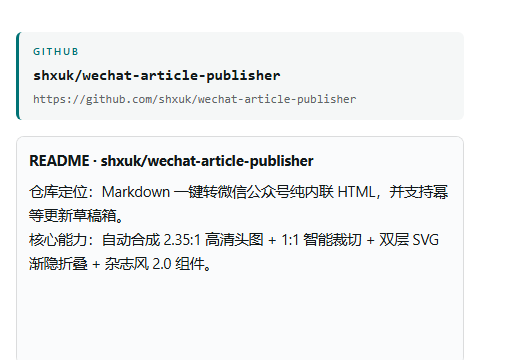 GITHUB
shxuk/wechat-article-publisher
https://github.com/shxuk/wechat-article-publisher
README · shxuk/wechat-article-publisher
仓库定位：Markdown 一键转微信公众号纯内联 HTML，并支持幂
等更新草稿箱。
核心能力：自动合成 2.35:1 高清头图 + 1:1 智能裁切 + 双层 SVG
渐隐折叠 + 杂志风 2.0 组件。